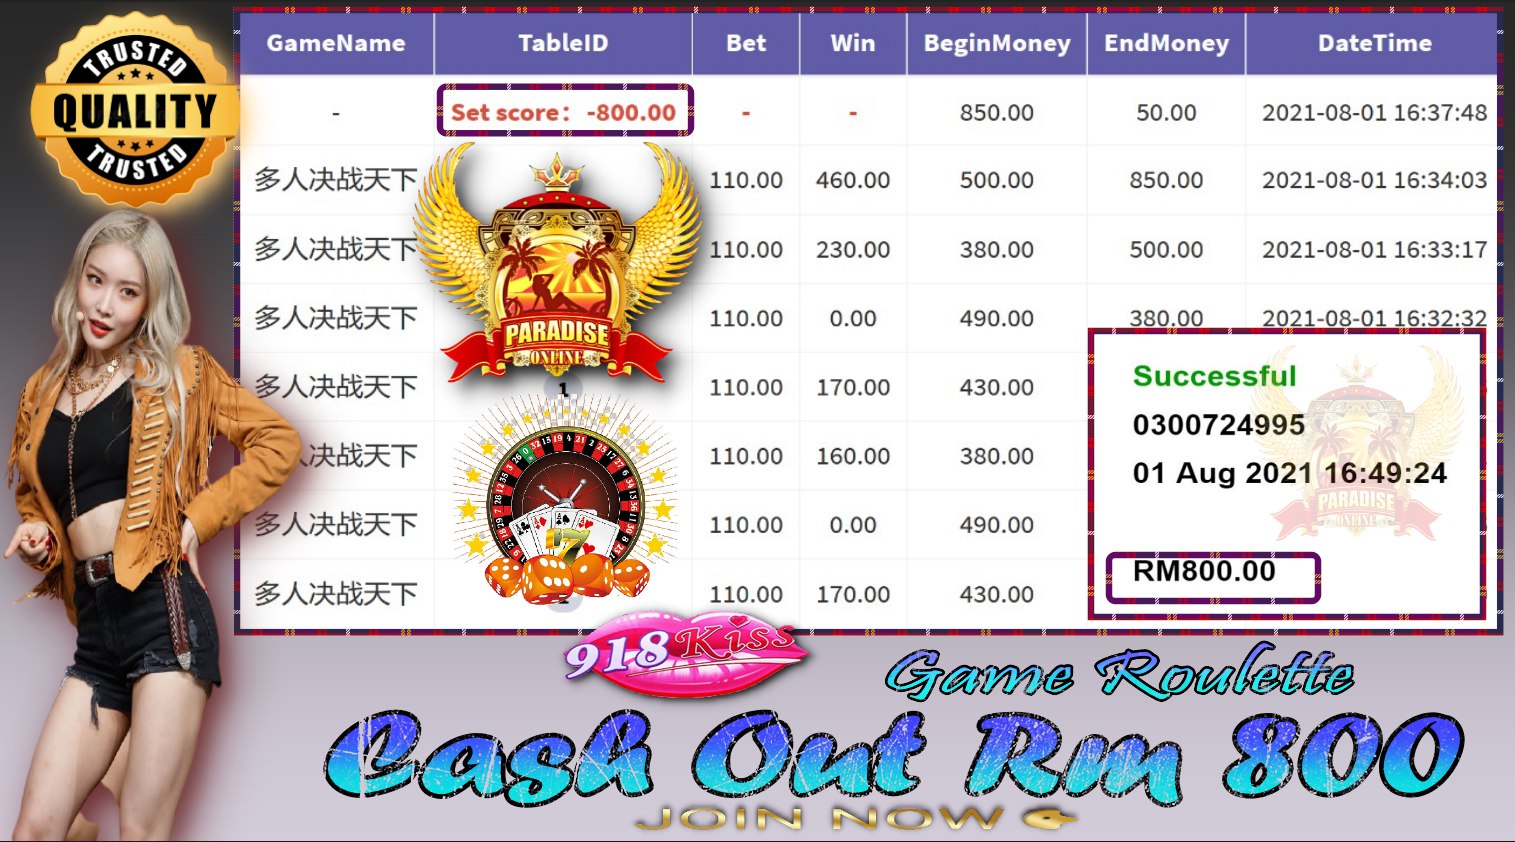 TRUSTED
QUALITY
TRUSTED
GameName TableID Bet Win BeginMoney EndMoney DateTime
- Set score: -800.00 - - 850.00 50.00 2021-08-01 16:37:48
多人决战天下 110.00 460.00 500.00 850.00 2021-08-01 16:34:03
多人决战天下 110.00 230.00 380.00 500.00 2021-08-01 16:33:17
多人决战天下 110.00 0.00 490.00 380.00 2021-08-01 16:32:32
多人决战天下 1 110.00 170.00 430.00
多人决战天下 110.00 160.00 380.00
多人决战天下 110.00 0.00 490.00
多人决战天下 110.00 170.00 430.00
PARADISE
ONLINE
Successful
0300724995
01 Aug 2021 16:49:24
PARADISE
ONLINE
RM800.00
7
918Kiss
Game Roulette
Cash Out Rm 800
JOIN NOW